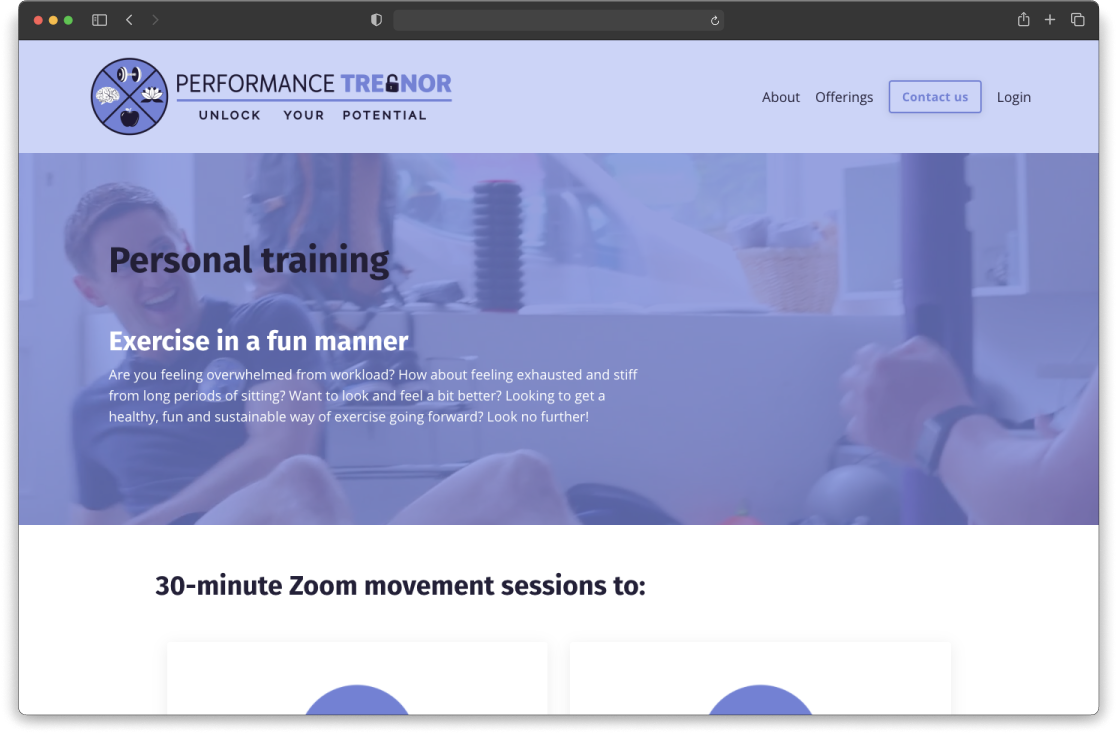 PERFORMANCE TRE🔓NOR
UNLOCK YOUR POTENTIAL
About Offerings Contact us Login
Personal training
Exercise in a fun manner
Are you feeling overwhelmed from workload? How about feeling exhausted and stiff
from long periods of sitting? Want to look and feel a bit better? Looking to get a
healthy, fun and sustainable way of exercise going forward? Look no further!
30-minute Zoom movement sessions to: